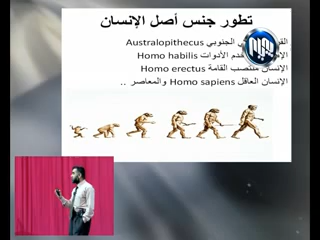 تطور جنس أصل الإنسان
الجنوبي Australopithecus
الأدوات Homo habilis
الإنسان منتصب القامة Homo erectus
الإنسان العاقل Homo sapiens والمعاصر ..